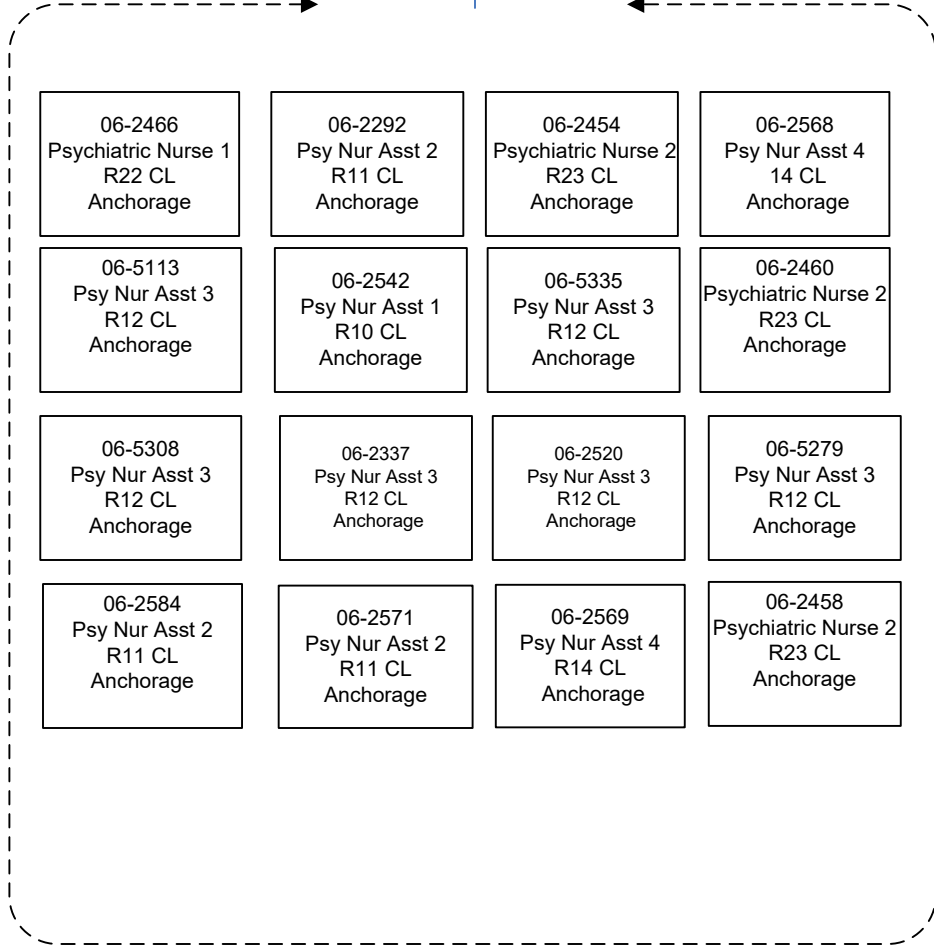 06-2466
Psychiatric Nurse 1
R22 CL
Anchorage
06-2292
Psy Nur Asst 2
R11 CL
Anchorage
06-2454
Psychiatric Nurse 2
R23 CL
Anchorage
06-2568
Psy Nur Asst 4
14 CL
Anchorage
06-5113
Psy Nur Asst 3
R12 CL
Anchorage
06-2542
Psy Nur Asst 1
R10 CL
Anchorage
06-5335
Psy Nur Asst 3
R12 CL
Anchorage
06-2460
Psychiatric Nurse 2
R23 CL
Anchorage
06-5308
Psy Nur Asst 3
R12 CL
Anchorage
06-2337
Psy Nur Asst 3
R12 CL
Anchorage
06-2520
Psy Nur Asst 3
R12 CL
Anchorage
06-5279
Psy Nur Asst 3
R12 CL
Anchorage
06-2584
Psy Nur Asst 2
R11 CL
Anchorage
06-2571
Psy Nur Asst 2
R11 CL
Anchorage
06-2569
Psy Nur Asst 4
R14 CL
Anchorage
06-2458
Psychiatric Nurse 2
R23 CL
Anchorage